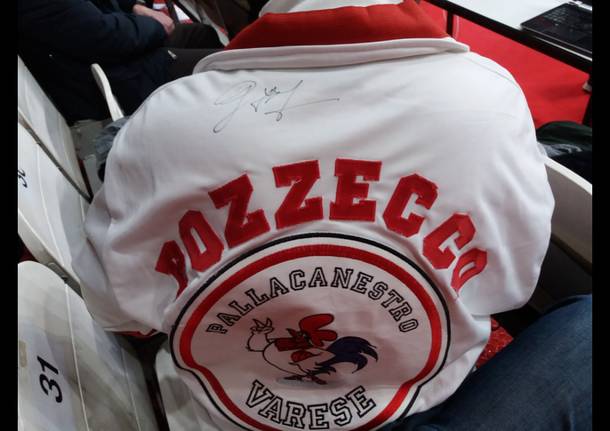 POZZECCO
PALLACANESTRO
VARESE
31